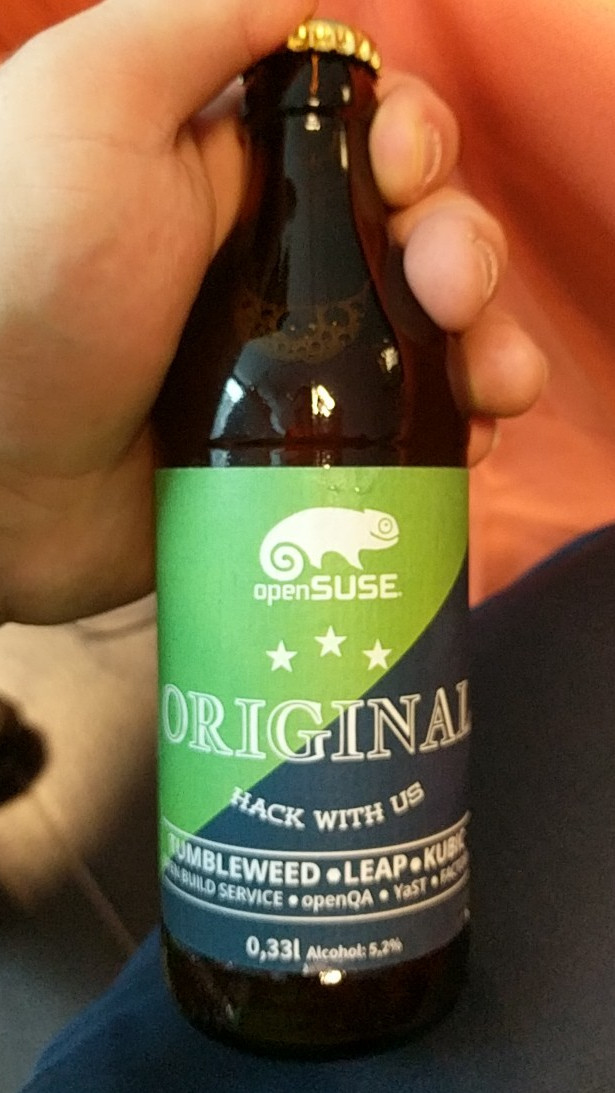 openSUSE
ORIGINAL
HACK WITH US
TUMBLEWEED • LEAP • KUBIC
BUILD SERVICE • openQA • YaST •
0,33l Alcohol: 5,2%